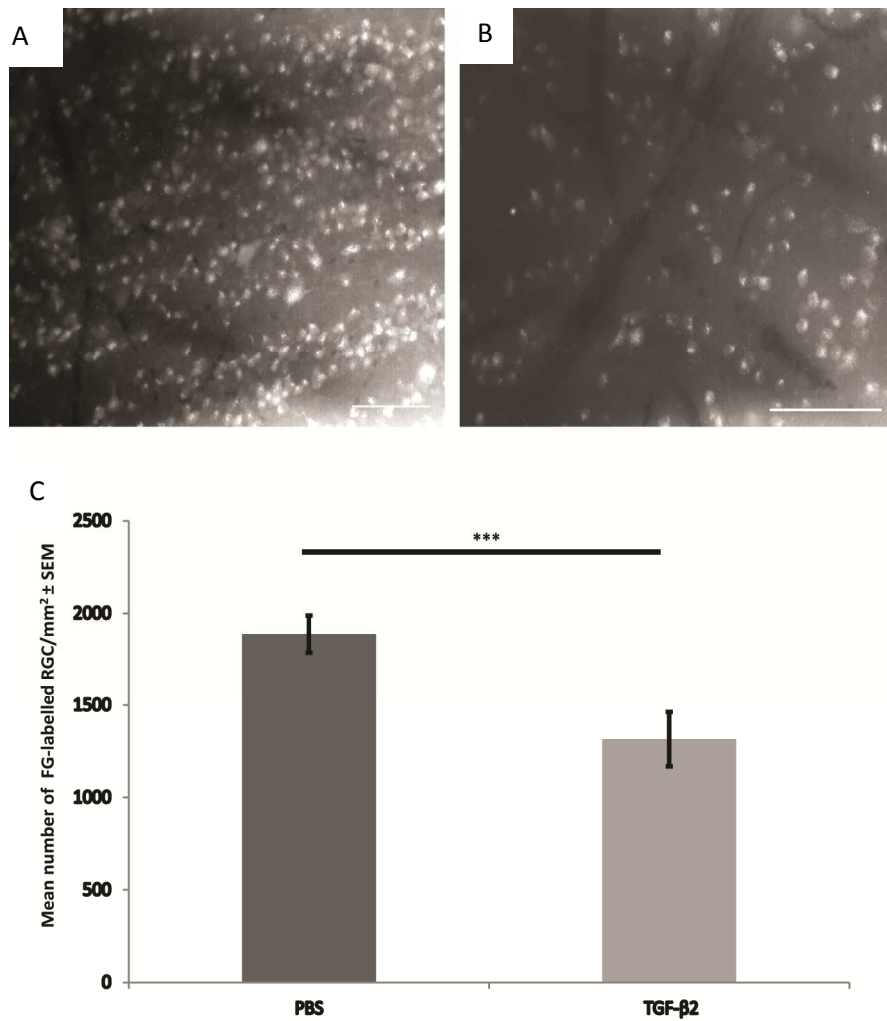 A
B
C
Mean number of FG-labelled RGC/mm² ± SEM
2500
2000
1500
1000
500
0
***
PBS
TGF-β2